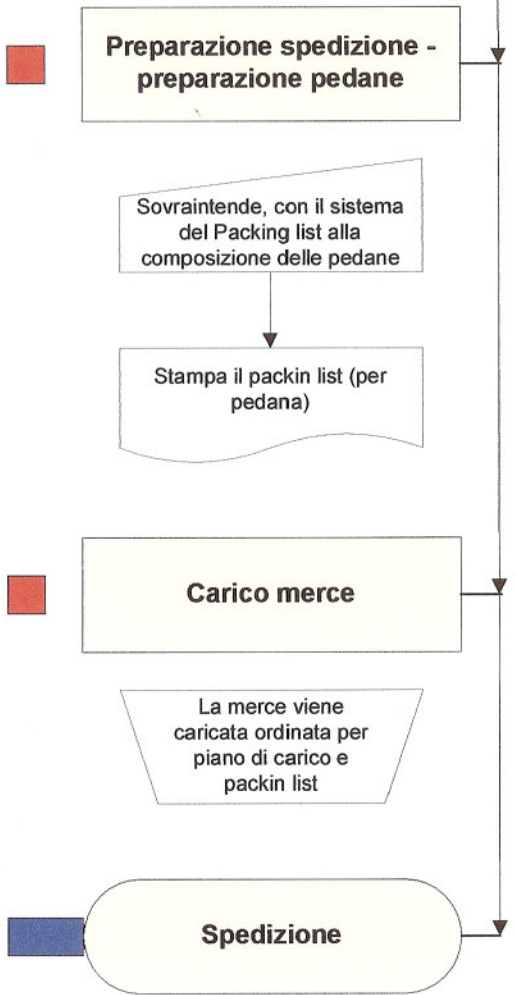 Preparazione spedizione -
preparazione pedane
Sovraintende, con il sistema
del Packing list alla
composizione delle pedane
Stampa il packin list (per
pedana)
Carico merce
La merce viene
caricata ordinata per
piano di carico e
packin list
Spedizione